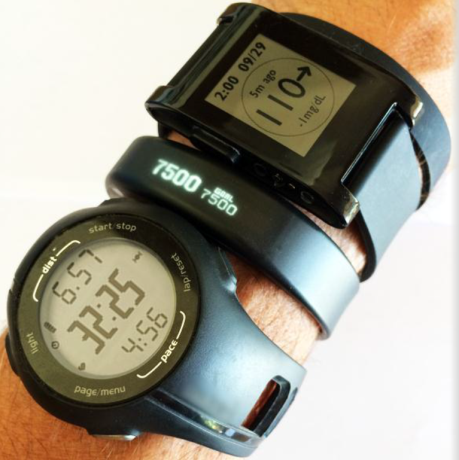 2:00 09/29
5m ago
110
-1mg/dL
7500
GOAL
7500
start stop
dist
lap/reset
6.57
32:25
4:56
light
pace
page/menu